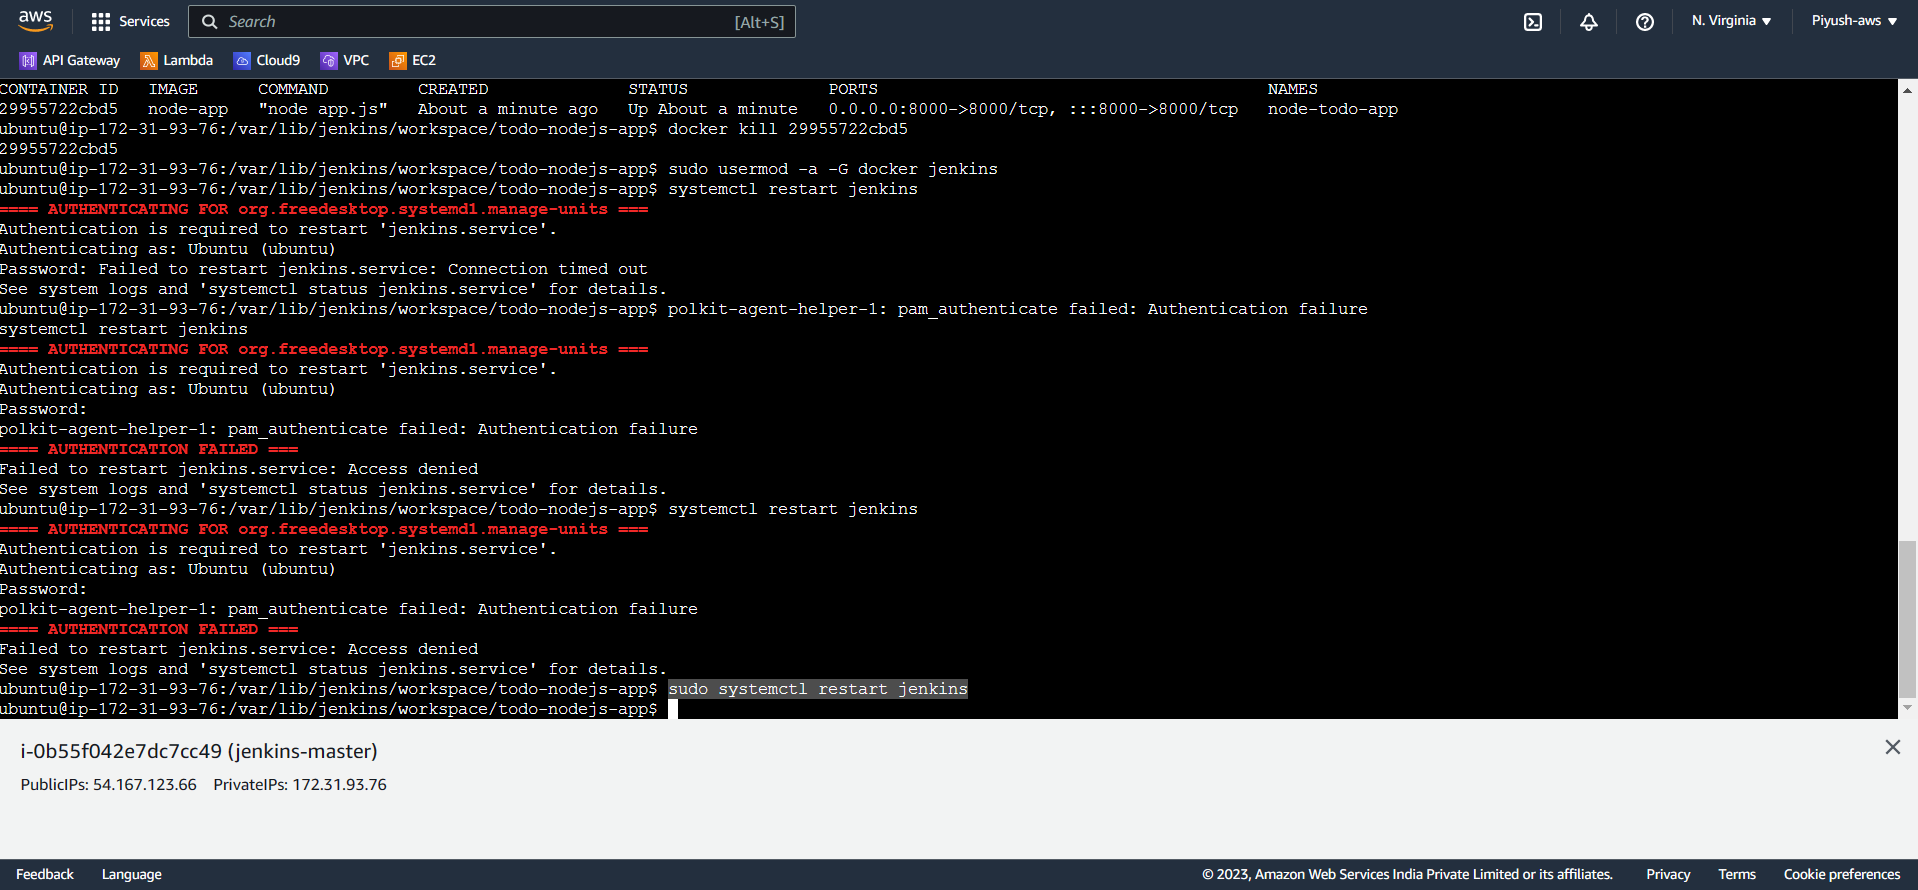 aws
Services
Search
[Alt+S]
N. Virginia
Piyush-aws
API Gateway
Lambda
Cloud9
VPC
EC2
CONTAINER ID   IMAGE      COMMAND         CREATED              STATUS              PORTS                                       NAMES
29955722cbd5   node-app   "node app.js"   About a minute ago   Up About a minute   0.0.0.0:8000->8000/tcp, :::8000->8000/tcp   node-todo-app
ubuntu@ip-172-31-93-76:/var/lib/jenkins/workspace/todo-nodejs-app$ docker kill 29955722cbd5
29955722cbd5
ubuntu@ip-172-31-93-76:/var/lib/jenkins/workspace/todo-nodejs-app$ sudo usermod -a -G docker jenkins
ubuntu@ip-172-31-93-76:/var/lib/jenkins/workspace/todo-nodejs-app$ systemctl restart jenkins
==== AUTHENTICATING FOR org.freedesktop.systemd1.manage-units ===
Authentication is required to restart 'jenkins.service'.
Authenticating as: Ubuntu (ubuntu)
Password: Failed to restart jenkins.service: Connection timed out
See system logs and 'systemctl status jenkins.service' for details.
ubuntu@ip-172-31-93-76:/var/lib/jenkins/workspace/todo-nodejs-app$ polkit-agent-helper-1: pam_authenticate failed: Authentication failure
systemctl restart jenkins
==== AUTHENTICATING FOR org.freedesktop.systemd1.manage-units ===
Authentication is required to restart 'jenkins.service'.
Authenticating as: Ubuntu (ubuntu)
Password:
polkit-agent-helper-1: pam_authenticate failed: Authentication failure
==== AUTHENTICATION FAILED ===
Failed to restart jenkins.service: Access denied
See system logs and 'systemctl status jenkins.service' for details.
ubuntu@ip-172-31-93-76:/var/lib/jenkins/workspace/todo-nodejs-app$ systemctl restart jenkins
==== AUTHENTICATING FOR org.freedesktop.systemd1.manage-units ===
Authentication is required to restart 'jenkins.service'.
Authenticating as: Ubuntu (ubuntu)
Password:
polkit-agent-helper-1: pam_authenticate failed: Authentication failure
==== AUTHENTICATION FAILED ===
Failed to restart jenkins.service: Access denied
See system logs and 'systemctl status jenkins.service' for details.
ubuntu@ip-172-31-93-76:/var/lib/jenkins/workspace/todo-nodejs-app$ sudo systemctl restart jenkins
ubuntu@ip-172-31-93-76:/var/lib/jenkins/workspace/todo-nodejs-app$
i-0b55f042e7dc7cc49 (jenkins-master)
PublicIPs: 54.167.123.66 PrivateIPs: 172.31.93.76
Feedback
Language
© 2023, Amazon Web Services India Private Limited or its affiliates.
Privacy
Terms
Cookie preferences